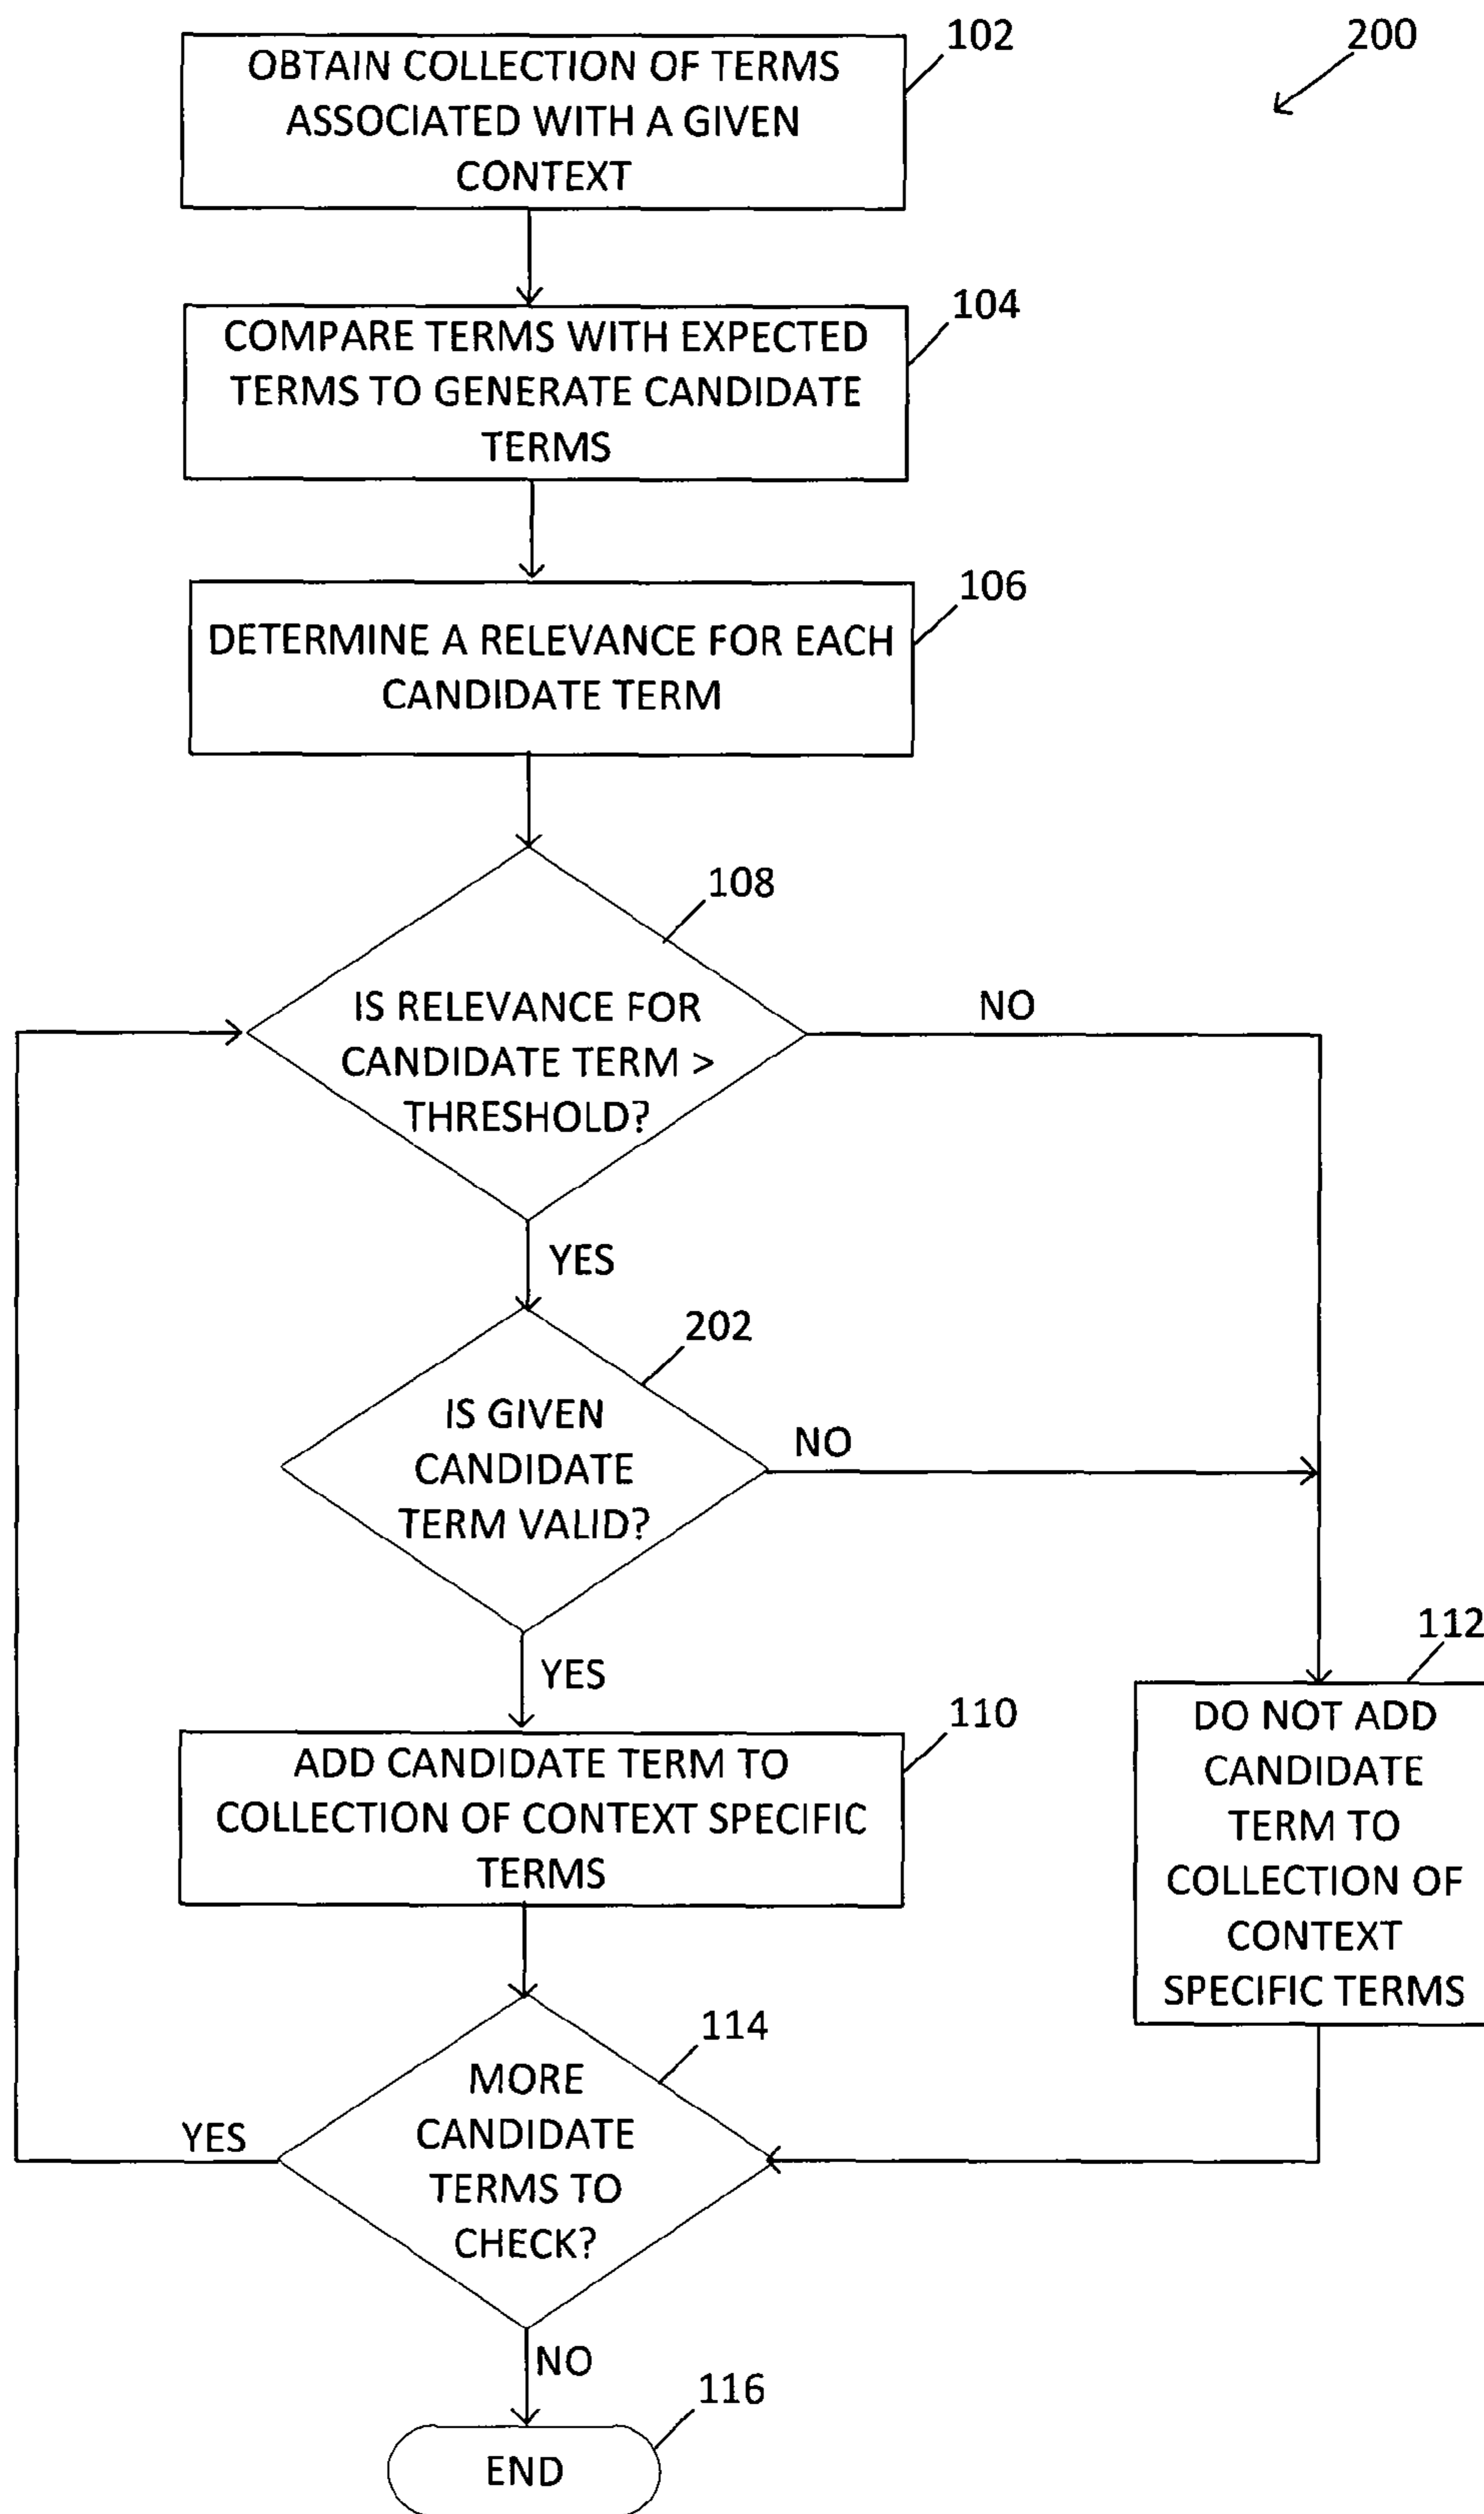 102
200
OBTAIN COLLECTION OF TERMS
ASSOCIATED WITH A GIVEN
CONTEXT
104
COMPARE TERMS WITH EXPECTED
TERMS TO GENERATE CANDIDATE
TERMS
106
DETERMINE A RELEVANCE FOR EACH
CANDIDATE TERM
108
IS RELEVANCE FOR
CANDIDATE TERM >
THRESHOLD?
NO
YES
202
IS GIVEN
CANDIDATE
TERM VALID?
NO
YES
112
DO NOT ADD
CANDIDATE
TERM TO
COLLECTION OF
CONTEXT
SPECIFIC TERMS
110
ADD CANDIDATE TERM TO
COLLECTION OF CONTEXT SPECIFIC
TERMS
114
MORE
CANDIDATE
TERMS TO
CHECK?
YES
NO
116
END